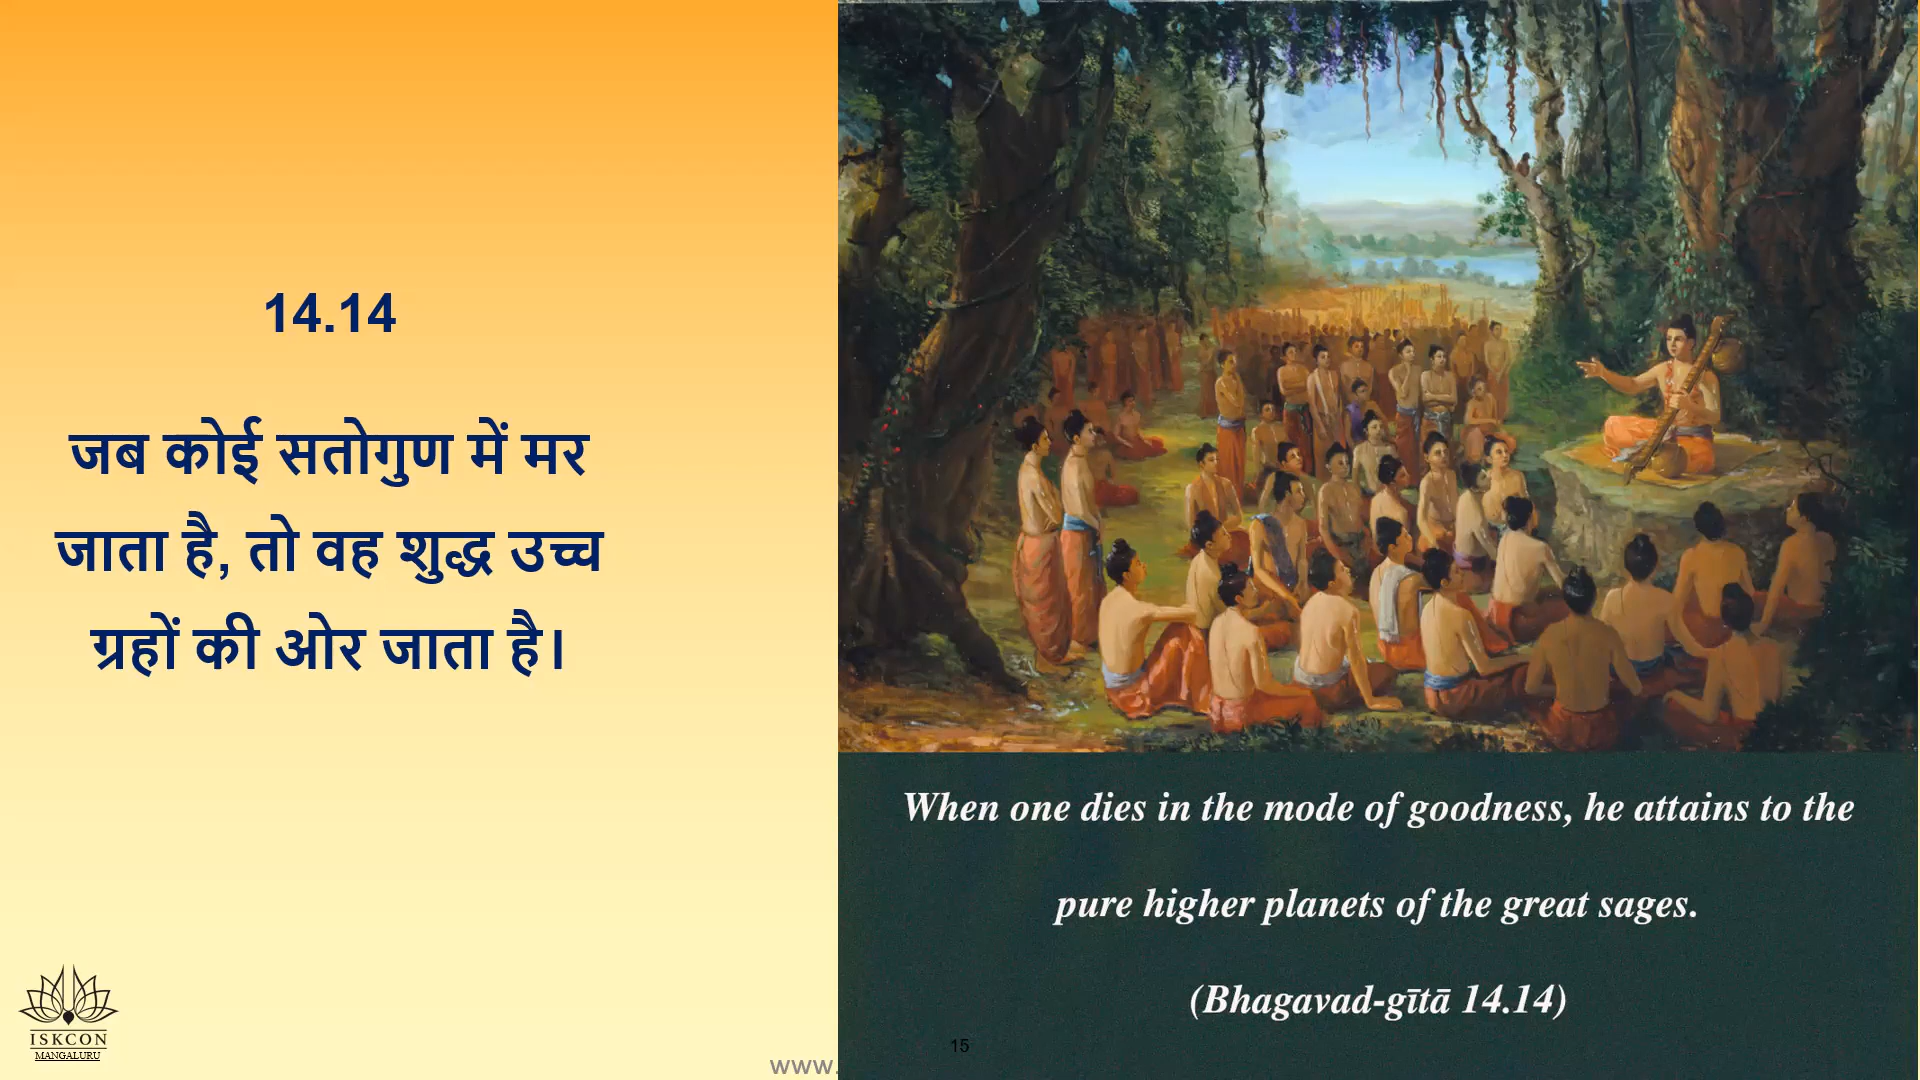 14.14
जब कोई सतोगुण में मर
जाता है, तो वह शुद्ध उच्च
ग्रहों की ओर जाता है।
ISKCON
MANGALURU
When one dies in the mode of goodness, he attains to the
pure higher planets of the great sages.
(Bhagavad-gītā 14.14)
15
www.